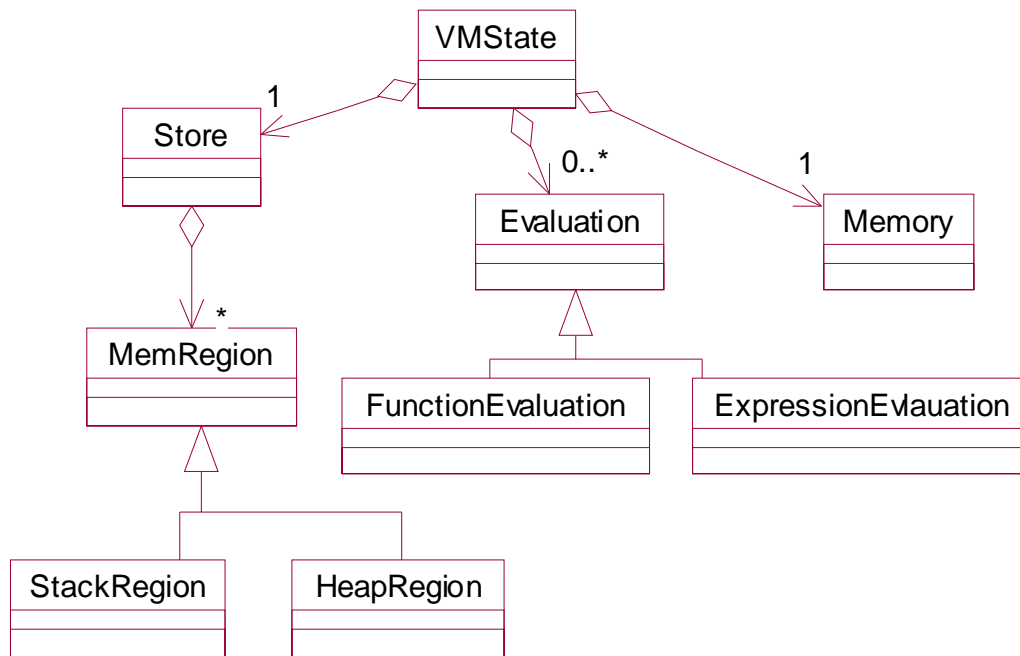 VMState
1
Store
0..*
1
Evaluation
Memory
*
MemRegion
FunctionEvaluation
ExpressionEvlauation
StackRegion
HeapRegion